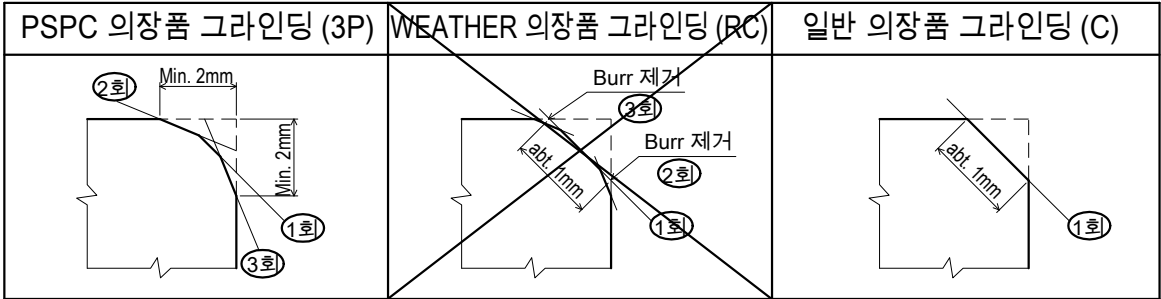 PSPC 의장품 그라인딩 (3P)
WEATHER 의장품 그라인딩 (RC)
일반 의장품 그라인딩 (C)
2회
Min. 2mm
Min. 2mm
1회
3회
Burr 제거
3회
Burr 제거
abt. 1mm
2회
1회
abt. 1mm
1회